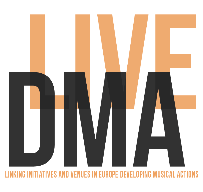 LIVE
DMA
LINKING INITIATIVES AND VENUES IN EUROPE DEVELOPING MUSICAL ACTIONS